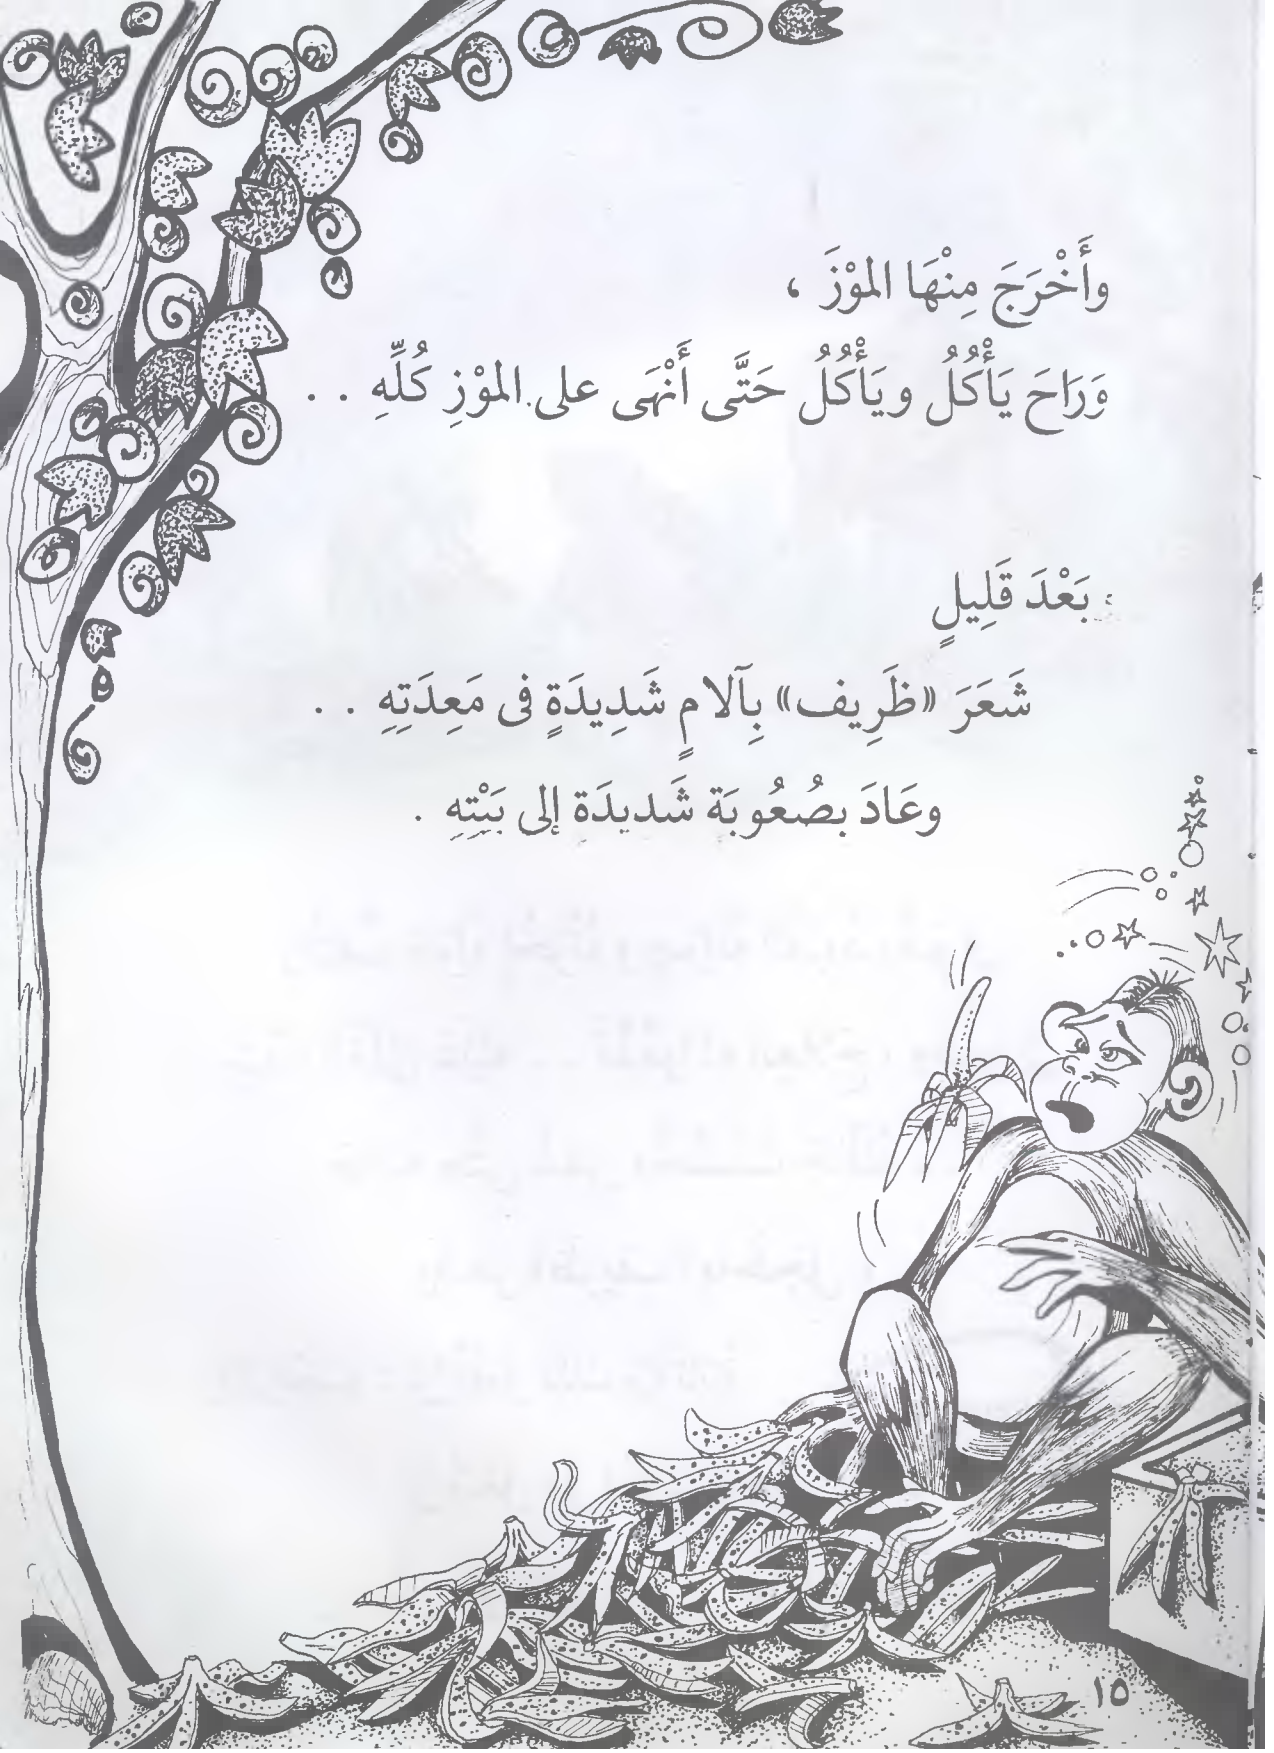 وأَخْرَجَ مِنْهَا الموْزَ ،
وَرَاحَ يَأْكُلُ ويَأْكُلُ حَتَّى أَنْهَى على الموْزِ كُلِّهِ . .
بَعْدَ قَلِيلٍ
شَعَرَ «ظَرِيف» بِآلامٍ شَدِيدَةٍ فى مَعِدَتِهِ . .
وعَادَ بصُعُوبَة شَديدَة إلى بَيْتِهِ .
١٥